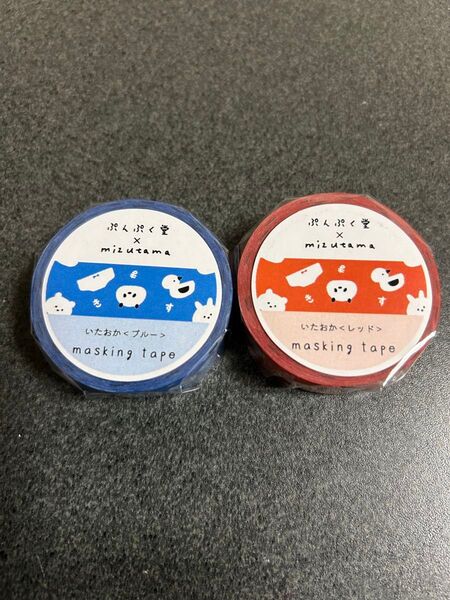 ぷんぷく堂
×
mizutama
いたおか<ブルー>
masking tape
ぷんぷく堂
×
mizutama
いたおか<レッド>
masking tape